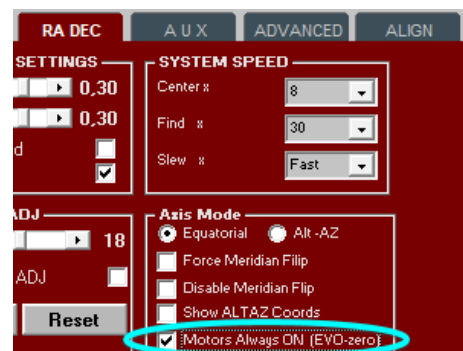 RA DEC AUX ADVANCED ALIGN
SETTINGS SYSTEM SPEED
0,30 Center x 8
0,30 Find x 30
d Slew x Fast
ADJ Axis Mode
18 Equatorial Alt -AZ
ADJ Force Meridian Filip
Disable Meridian Flip
Reset Show ALTAZ Coords
Motors Always ON (EVO-zero)